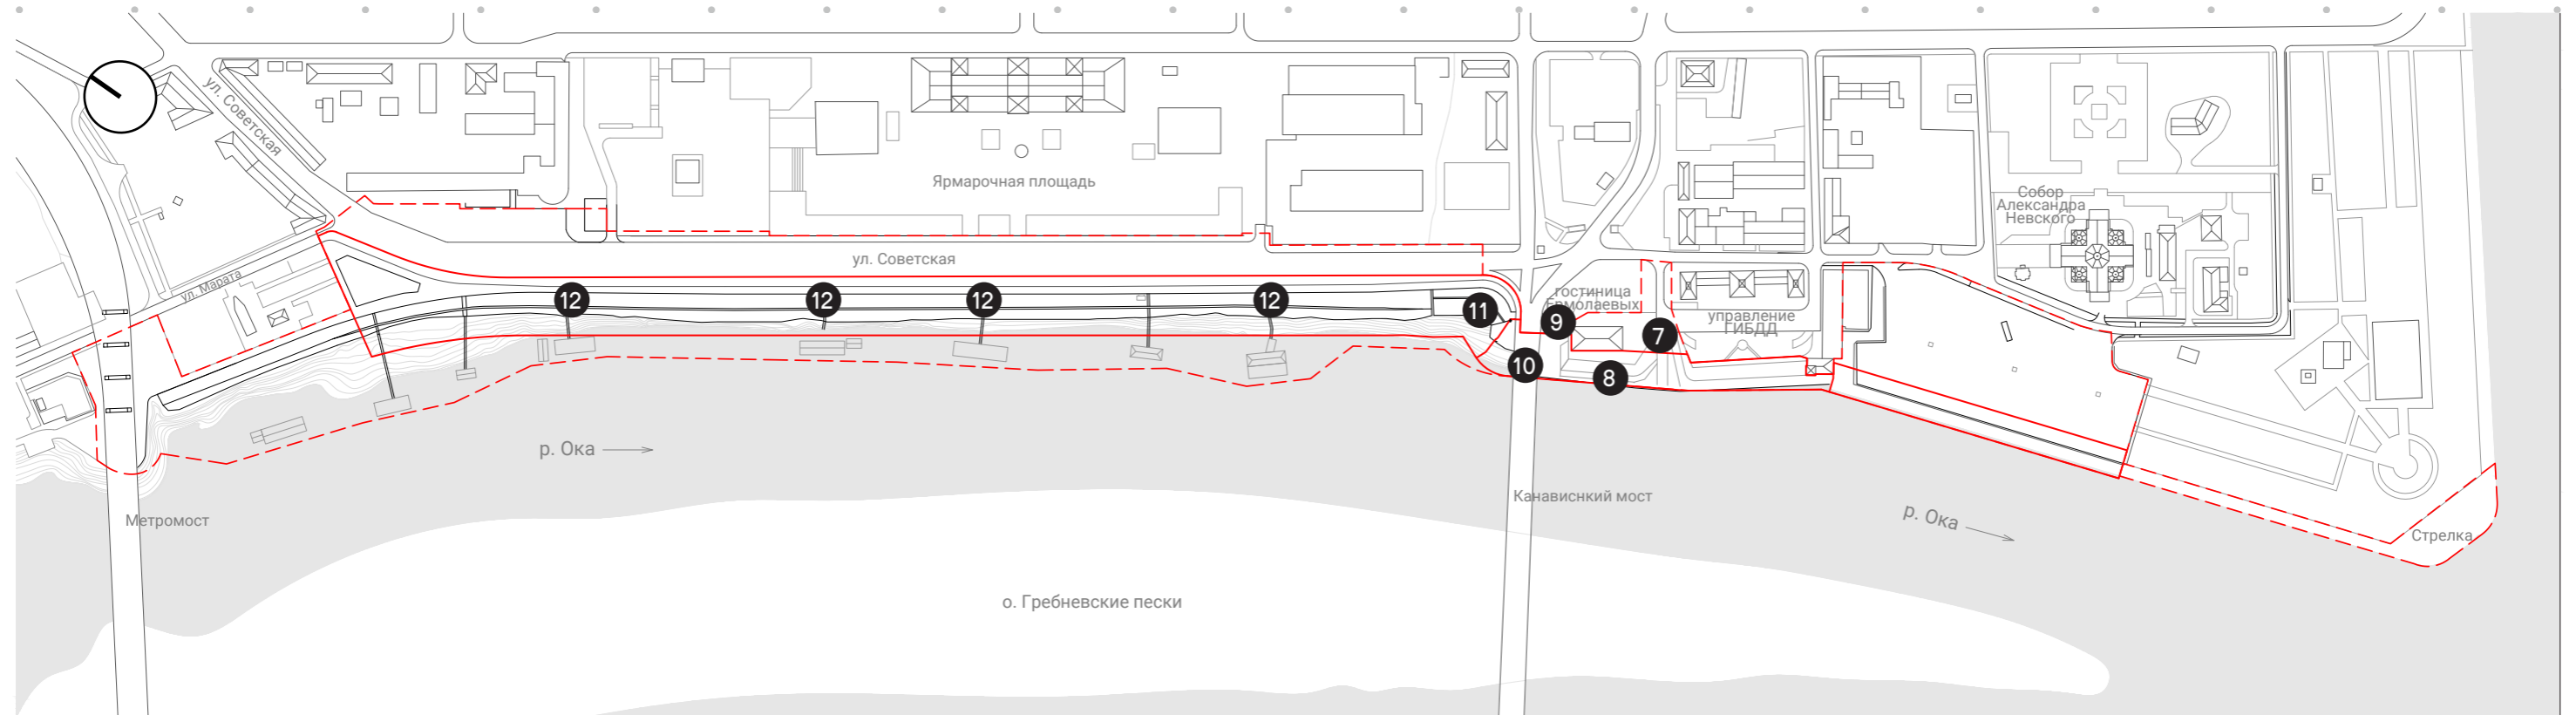 ул. Советская
Ярмарочная площадь
Собор
Александра
Невского
ул. Советская
ул. Марата
гостиница
Ермолаевых
управление
ГИБДД
12
12
12
12
11
9
7
10
8
р. Ока
Метромост
Канависнкий мост
р. Ока
Стрелка
о. Гребневские пески